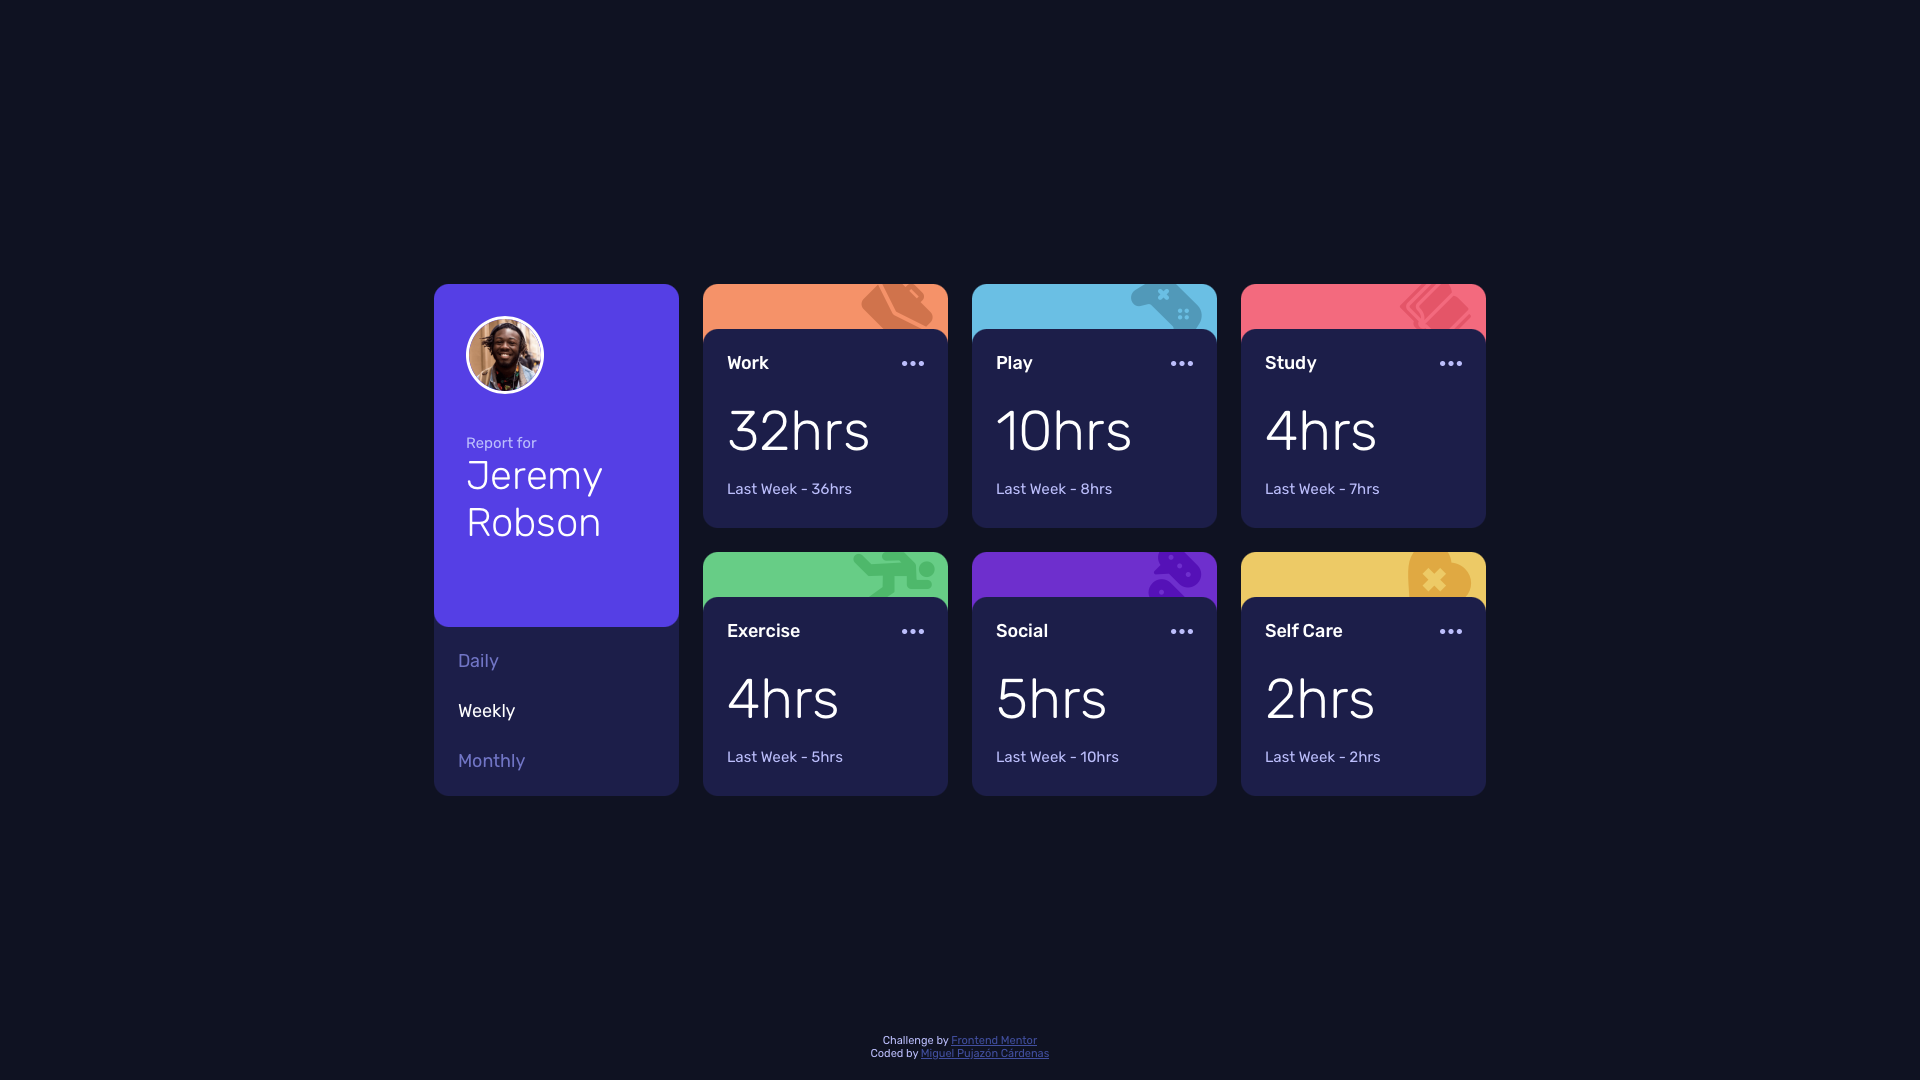 Report for
Jeremy
Robson
Daily
Weekly
Monthly
Work
32hrs
Last Week - 36hrs
Play
10hrs
Last Week - 8hrs
Study
4hrs
Last Week - 7hrs
Exercise
4hrs
Last Week - 5hrs
Social
5hrs
Last Week - 10hrs
Self Care
2hrs
Last Week - 2hrs
Challenge by Frontend Mentor
Coded by Miguel Pujazón Cárdenas